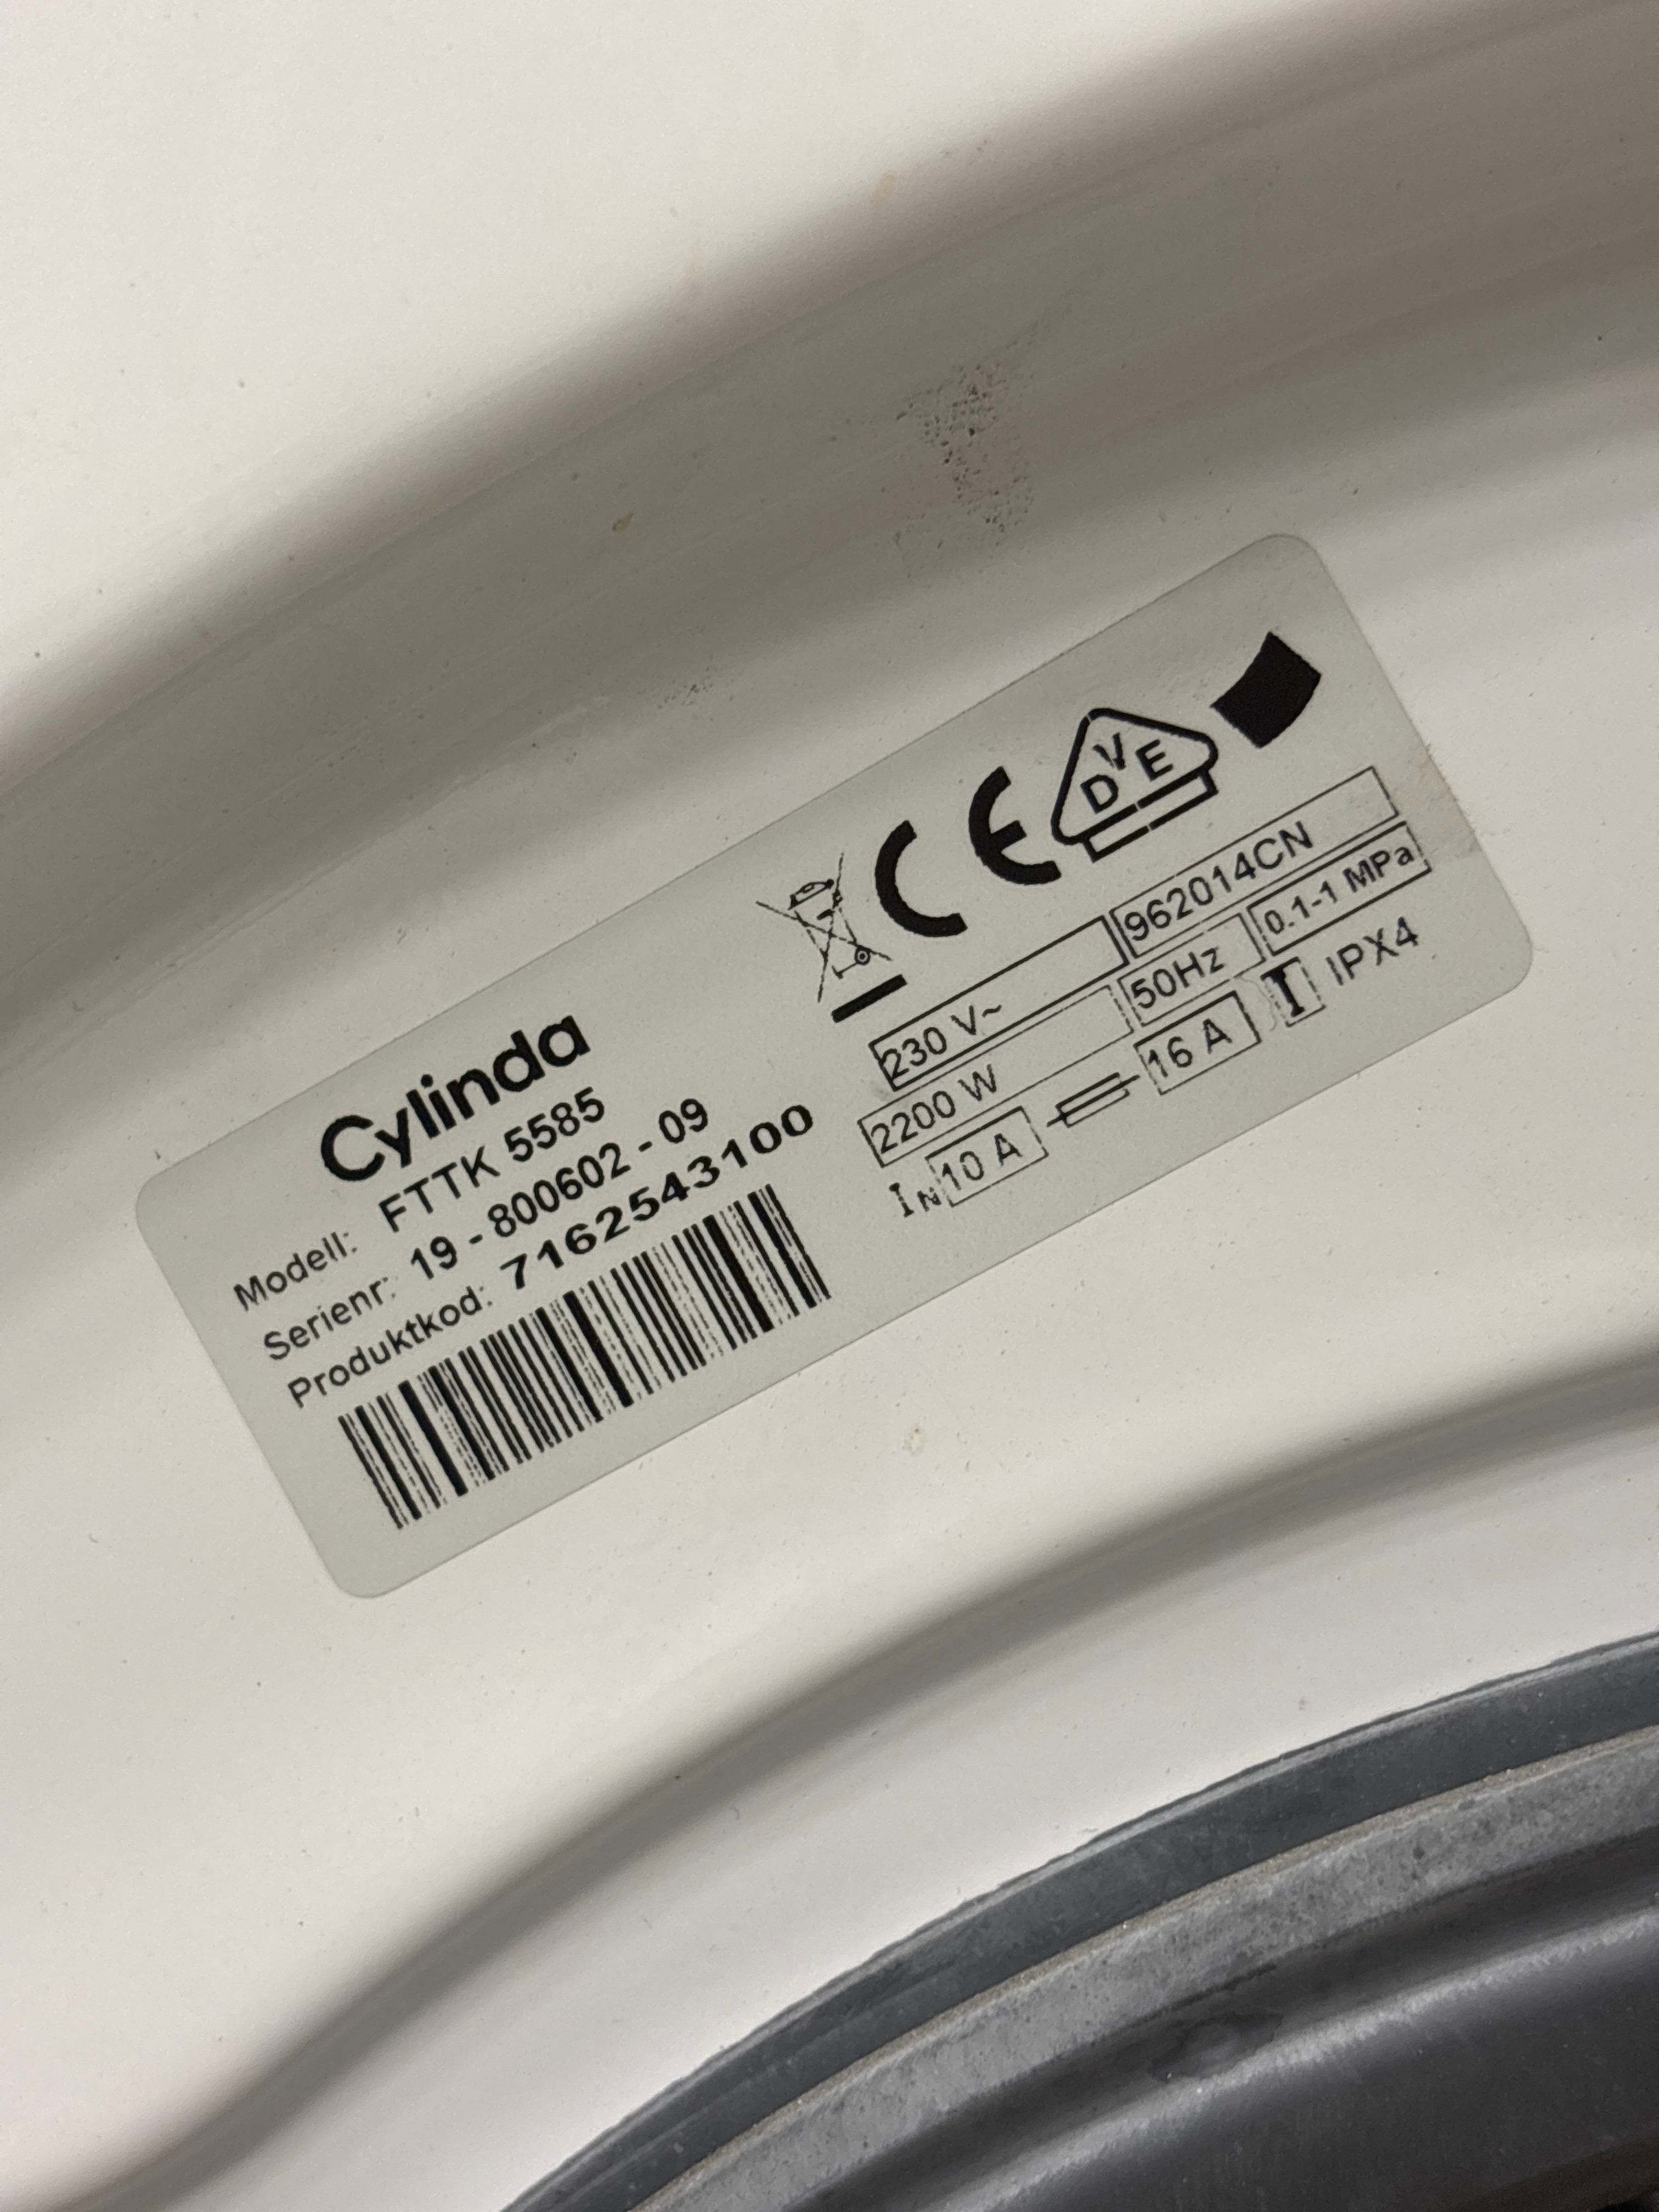 Cylinda
Modell: FTTK 5585
Serienr: 19 - 800602 - 09
Produktkod: 7162543100
CE
VDE
962014CN
230 V~ 50Hz 0.1-1 MPa
2200 W 16 A I IPX4
IN 10 A